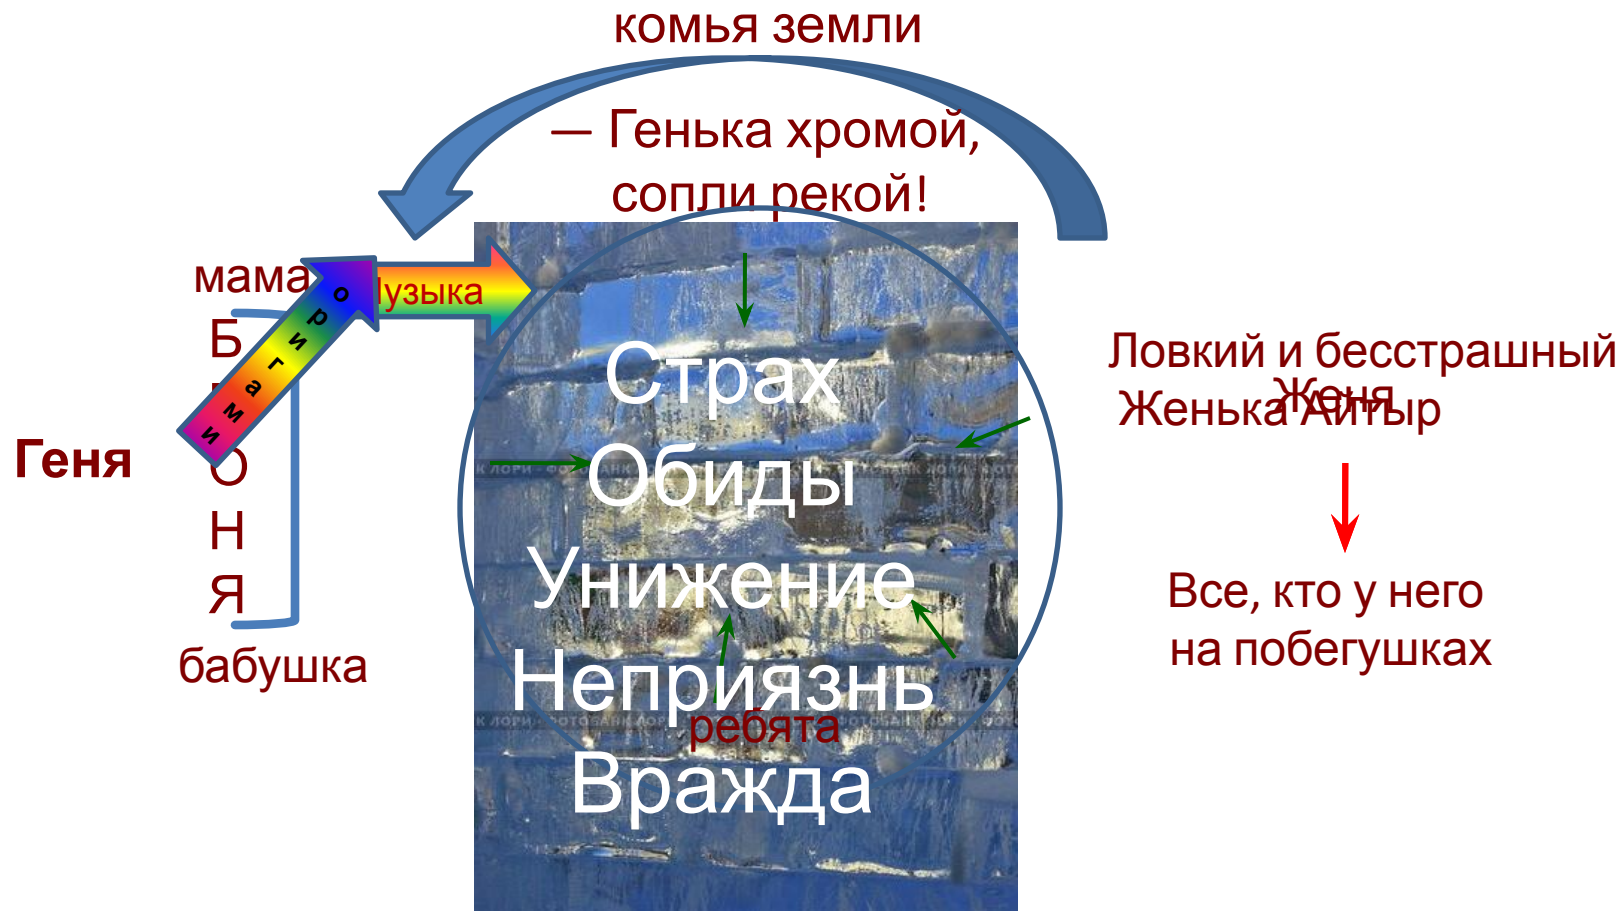 комья земли
— Генька хромой,
сопли рекой!
мама
Музыка
оригами
Б
О
Н
Я
Геня
бабушка
Страх
Обиды
Унижение
Неприязнь
ребята
Вражда
Ловкий и бесстрашный
Женя
Женька Айтыр
Все, кто у него
на побегушках